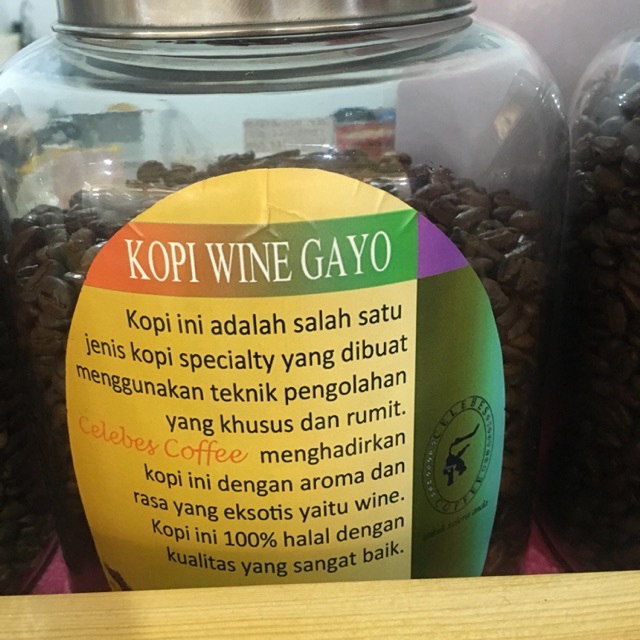 KOPI WINE GAYO
Kopi ini adalah salah satu
jenis kopi specialty yang dibuat
menggunakan teknik pengolahan
yang khusus dan rumit.
Celebes Coffee menghadirkan
kopi ini dengan aroma dan
rasa yang eksotis yaitu wine.
Kopi ini 100% halal dengan
kualitas yang sangat baik.
CELEBES
COFFEE